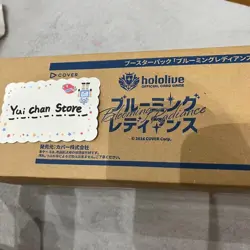 ブースターパック「ブルーミングレディアンス
COVER
hololive
OFFICIAL CARD GAME
Yui chan Store
ブルーミング
Blooming Radiance
レディアンス
発売元/カバー株式会社
© 2016 COVER Corp.